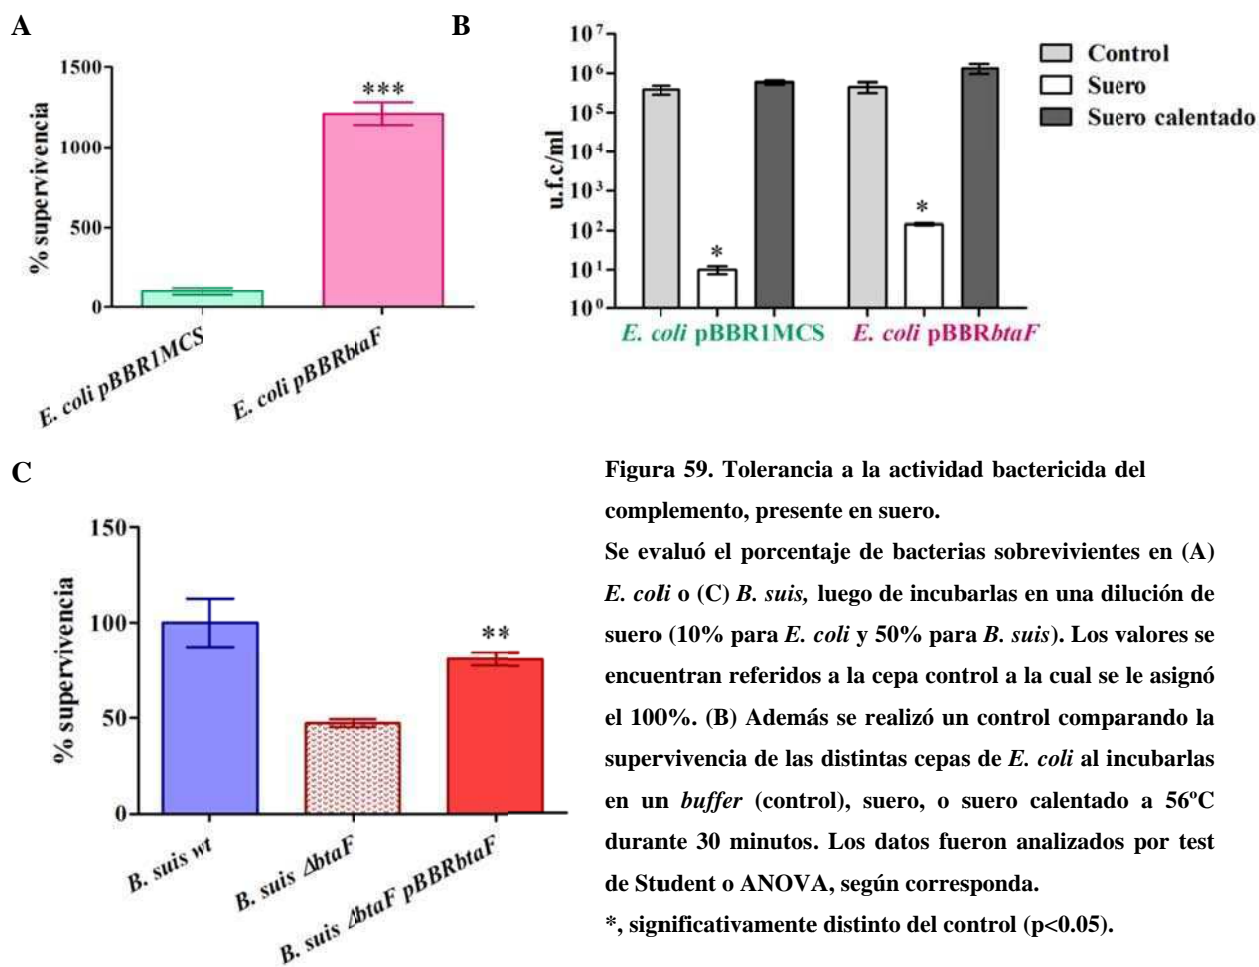 A
1500
1000
500
0
% supervivencia
***
E. coli pBBR1MCS
E. coli pBBRbtaF
B
10⁷
10⁶
10⁵
10⁴
10³
10²
10¹
10⁰
u.f.c/ml
*
*
E. coli pBBR1MCS
E. coli pBBRbtaF
Control
Suero
Suero calentado
C
150
100
50
0
% supervivencia
**
B. suis wt
B. suis ΔbtaF
B. suis ΔbtaF pBBRbtaF
Figura 59. Tolerancia a la actividad bactericida del
complemento, presente en suero.
Se evaluó el porcentaje de bacterias sobrevivientes en (A)
E. coli o (C) B. suis, luego de incubarlas en una dilución de
suero (10% para E. coli y 50% para B. suis). Los valores se
encuentran referidos a la cepa control a la cual se le asignó
el 100%. (B) Además se realizó un control comparando la
supervivencia de las distintas cepas de E. coli al incubarlas
en un buffer (control), suero, o suero calentado a 56ºC
durante 30 minutos. Los datos fueron analizados por test
de Student o ANOVA, según corresponda.
*, significativamente distinto del control (p<0.05).